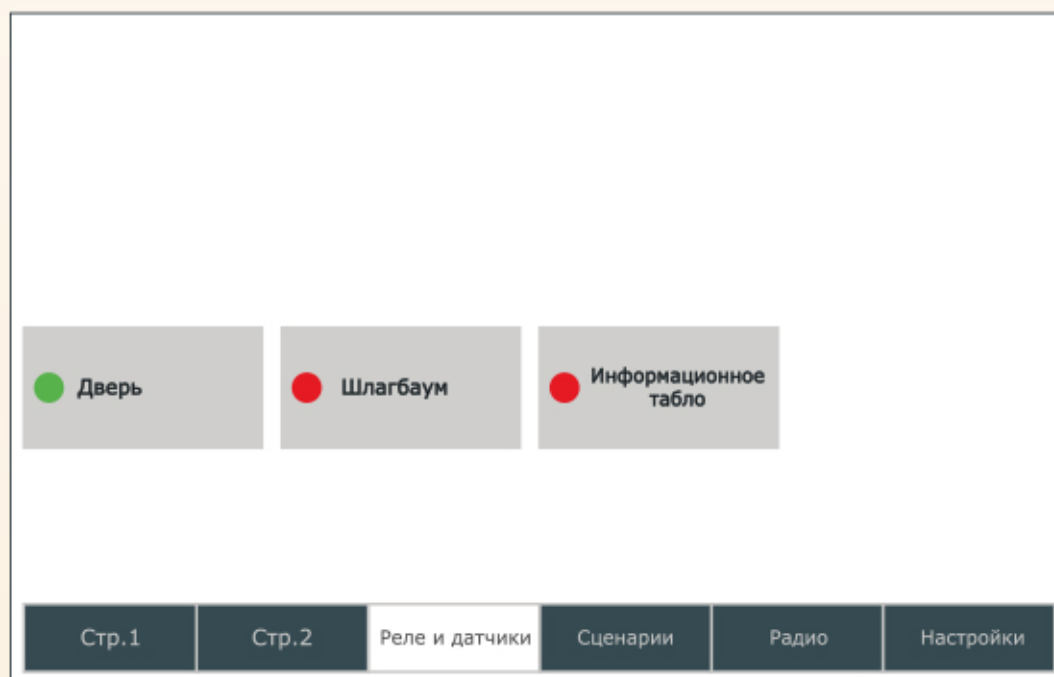 Дверь
Шлагбаум
Информационное
табло
Стр.1
Стр.2
Реле и датчики
Сценарии
Радио
Настройки